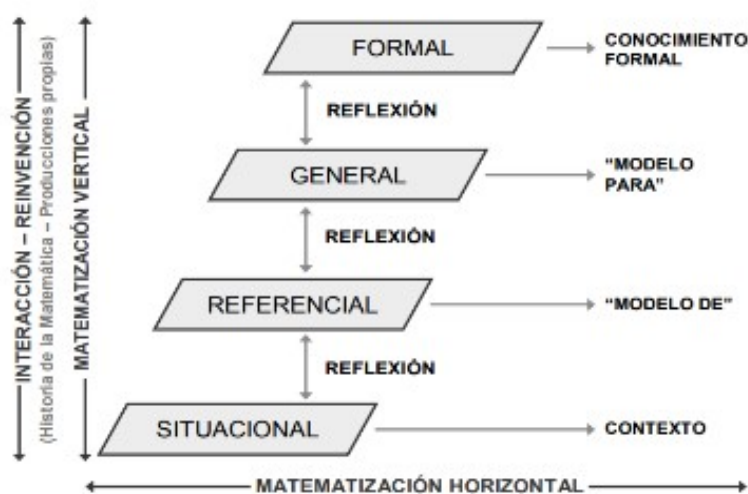 FORMAL
CONOCIMIENTO
FORMAL
REFLEXIÓN
GENERAL
"MODELO
PARA"
REFLEXIÓN
REFERENCIAL
"MODELO DE"
REFLEXIÓN
SITUACIONAL
CONTEXTO
MATEMATIZACIÓN HORIZONTAL
INTERACCIÓN – REINVENCIÓN
(Historia de la Matemática – Producciones propias)
MATEMATIZACIÓN VERTICAL